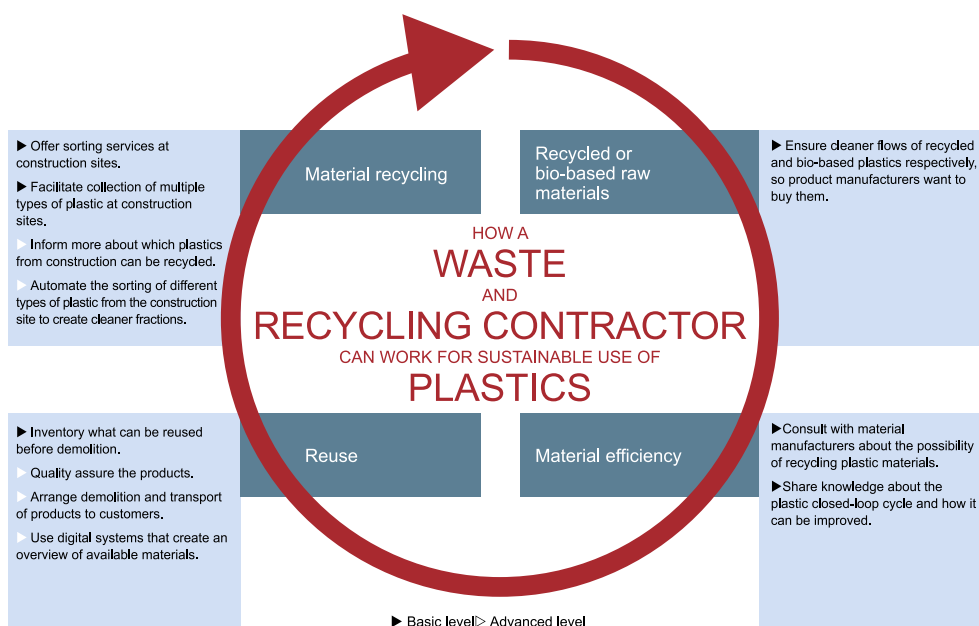 ▶ Offer sorting services at
construction sites.
▶ Facilitate collection of multiple
types of plastic at construction
sites.
▷ Inform more about which plastics
from construction can be recycled.
▷ Automate the sorting of different
types of plastic from the construction
site to create cleaner fractions.
Material recycling
Recycled or
bio-based raw
materials
▶ Ensure cleaner flows of recycled
and bio-based plastics respectively,
so product manufacturers want to
buy them.
HOW A
WASTE
AND
RECYCLING CONTRACTOR
CAN WORK FOR SUSTAINABLE USE OF
PLASTICS
▶ Inventory what can be reused
before demolition.
▷ Quality assure the products.
▷ Arrange demolition and transport
of products to customers.
▷ Use digital systems that create an
overview of available materials.
Reuse
Material efficiency
▶Consult with material
manufacturers about the possibility
of recycling plastic materials.
▶Share knowledge about the
plastic closed-loop cycle and how it
can be improved.
▶ Basic level▷ Advanced level